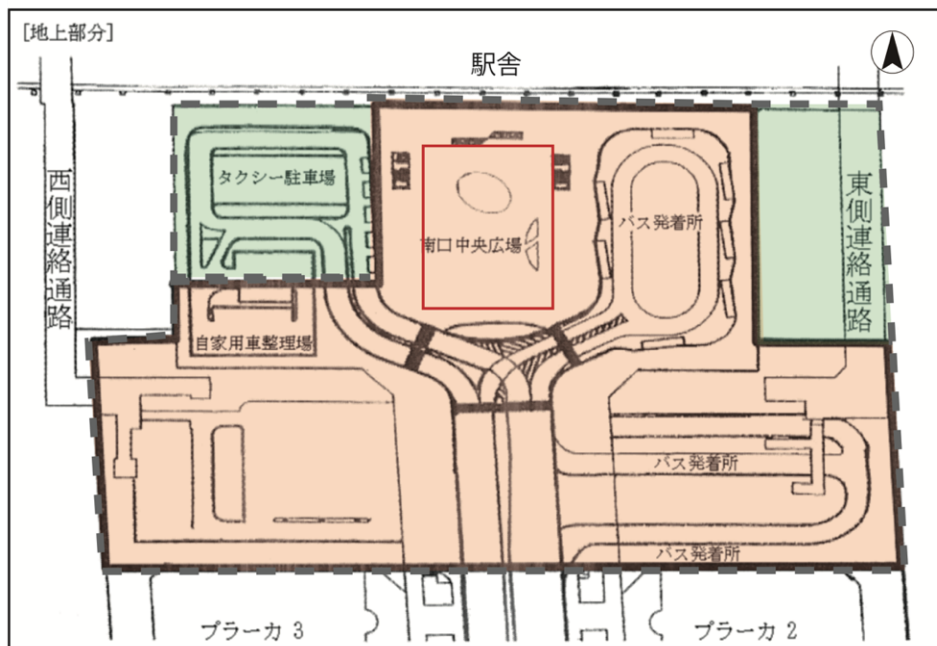 [地上部分]
駅舎
西側連絡通路
タクシー駐車場
南口中央広場
バス発着所
東側連絡通路
自家用車整理場
バス発着所
バス発着所
プラーカ 3
プラーカ 2